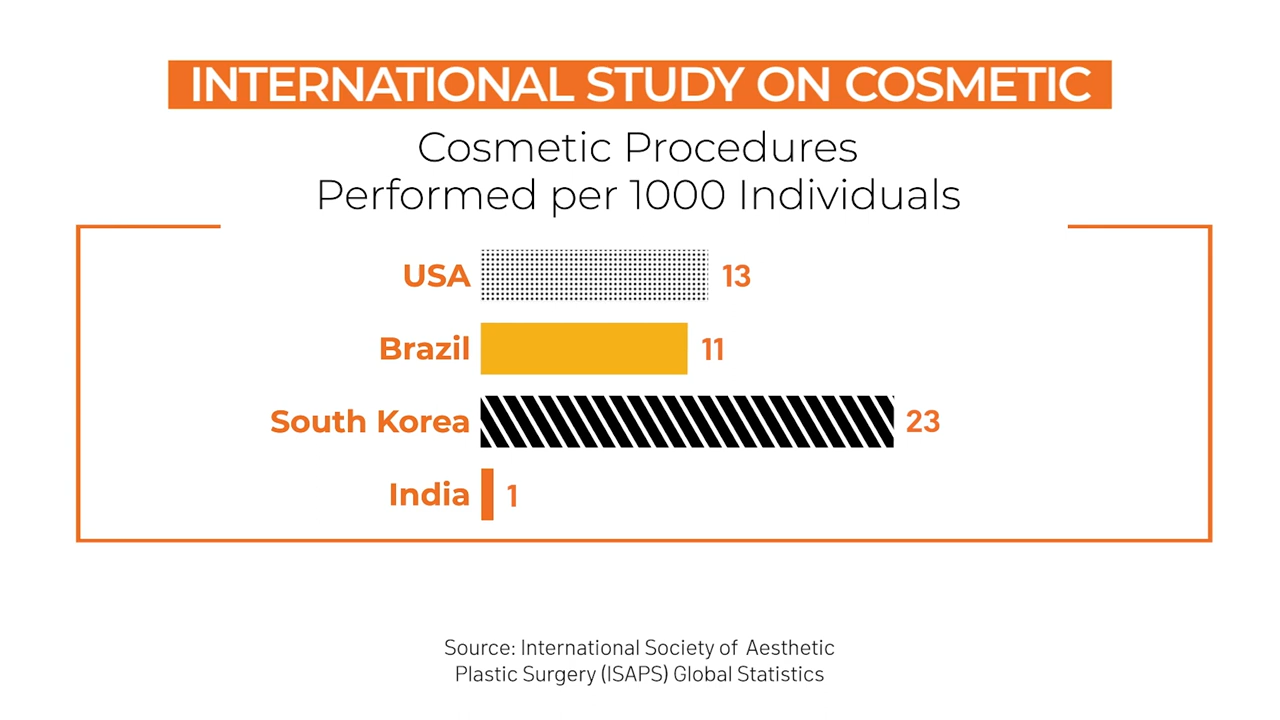 INTERNATIONAL STUDY ON COSMETIC
Cosmetic Procedures
Performed per 1000 Individuals
USA 13
Brazil 11
South Korea 23
India 1
Source: International Society of Aesthetic
Plastic Surgery (ISAPS) Global Statistics